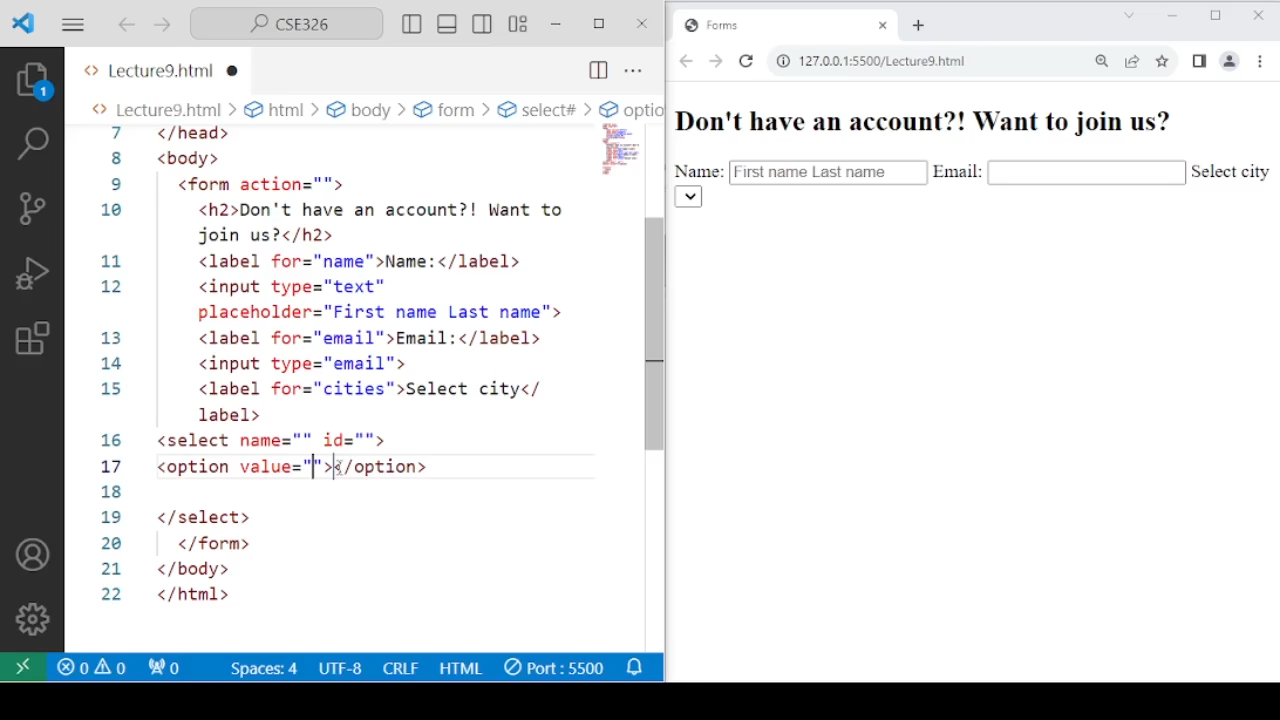 CSE326
Lecture9.html
Lecture9.html > html > body > form > select# > optio
1
7 </head>
8 <body>
9 <form action="">
10 <h2>Don't have an account?! Want to
join us?</h2>
11 <label for="name">Name:</label>
12 <input type="text"
placeholder="First name Last name">
13 <label for="email">Email:</label>
14 <input type="email">
15 <label for="cities">Select city</
label>
16 <select name="" id="">
17 <option value=""></option>
18
19 </select>
20 </form>
21 </body>
22 </html>
0 0 0 Spaces: 4 UTF-8 CRLF HTML Port : 5500
Forms
127.0.0.1:5500/Lecture9.html
Don't have an account?! Want to join us?
Name: First name Last name Email: Select city